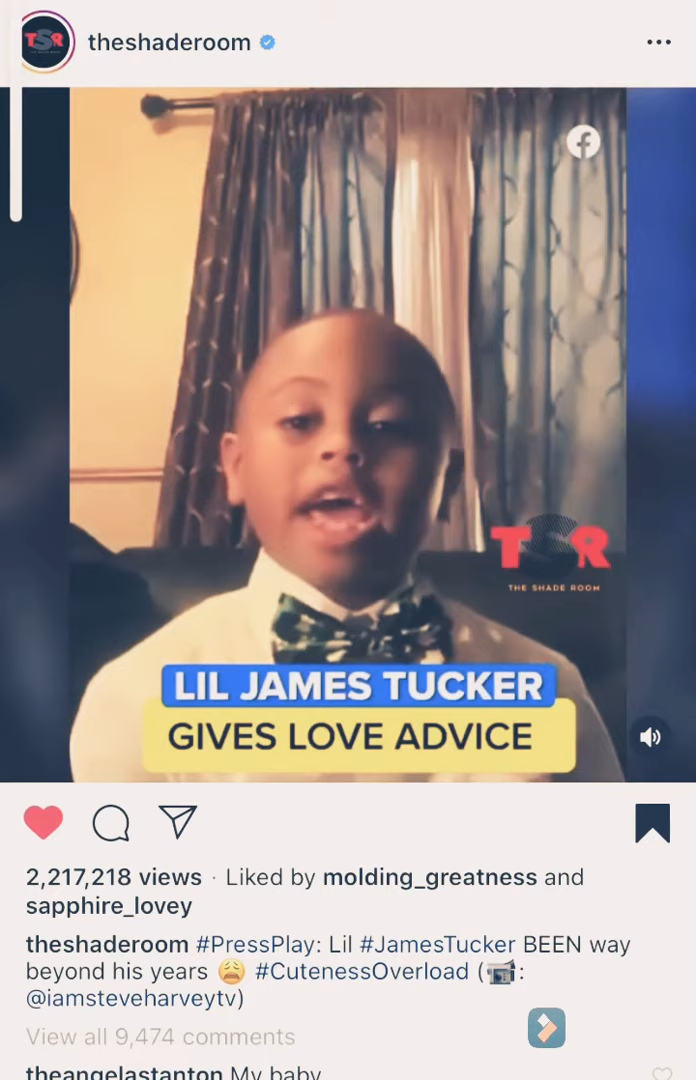 TSR
theshaderoom
TSR
THE SHADE ROOM
LIL JAMES TUCKER
GIVES LOVE ADVICE
2,217,218 views · Liked by molding_greatness and
sapphire_lovey
theshaderoom #PressPlay: Lil #JamesTucker BEEN way
beyond his years 😩 #CutenessOverload (📹:
@iamsteveharveytv)
View all 9,474 comments
theangelastanton My baby